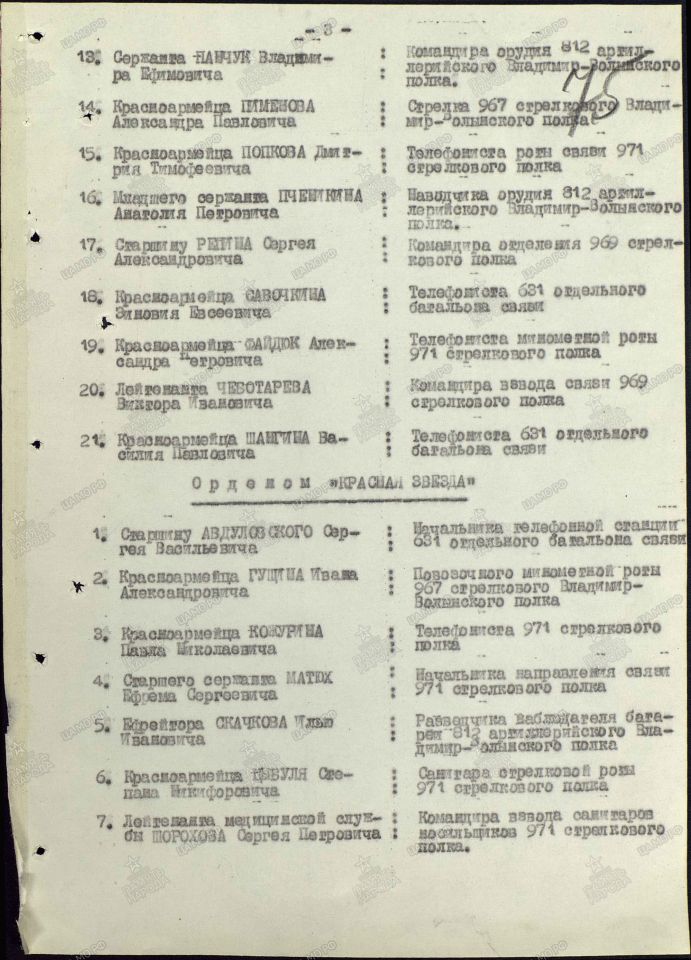 - 3 -
75
13. Сержанта ПАНЧУК Владими- : Командира орудия 812 артил-
ра Ефимовича : лерийского Владимир-Волынского
полка.
14. Красноармейца ПИМЕНОВА : Стрелка 967 стрелкового Влади-
Александра Павловича : мир-Волынского полка
15. Красноармейца ПОПКОВА Дмит- : Телефониста роты связи 971
рия Тимофеевича : стрелкового полка
16. Младшего сержанта ПЧЕНИКИНА : Наводчика орудия 812 артил-
Анатолия Петровича : лерийского Владимир-Волынского
полка.
17. Старшину РЕПИНА Сергея : Командира отделения 969 стрел-
Александровича : кового полка
18. Красноармейца САВОЧКИНА : Телефониста 631 отдельного
Зиновия Евсеевича : батальона связи
19. Красноармейца ФАЙДЮК Алек- : Телефониста минометной роты
сандра Петровича : 971 стрелкового полка
20. Лейтенанта ЧЕБОТАРЕВА : Командира взвода связи 969
Виктора Ивановича : стрелкового полка
21. Красноармейца ШАНГИНА Ва- : Телефониста 631 отдельного
силия Павловича : батальона связи
Орденом "КРАСНАЯ ЗВЕЗДА"
1. Старшину АВДУЛОВСКОГО Сер- : Начальника телефонной станции
гея Васильевича : 631 отдельного батальона связи
2. Красноармейца ГУЩИНА Ивана : Повозочного минометной роты
Александровича : 967 стрелкового Владимир-
Волынского полка
3. Красноармейца КОЖУРИНА : Телефониста 971 стрелкового
Павла Николаевича : полка
4. Старшего сержанта МАТЮХ : Начальника направления связи
Ефрема Сергеевича : 971 стрелкового полка
5. Ефрейтора СКАЧКОВА Илью : Разведчика наблюдателя бата-
Ивановича : реи 812 артиллерийского Вла-
димир-Волынского полка
6. Красноармейца ЦЫБУЛЯ Сте- : Санитара стрелковой роты
пана Никифоровича : 971 стрелкового полка
7. Лейтенанта медицинской служ- : Командира взвода санитаров
бы ШОРОХОВА Сергея Петровича : носильщиков 971 стрелкового
полка.